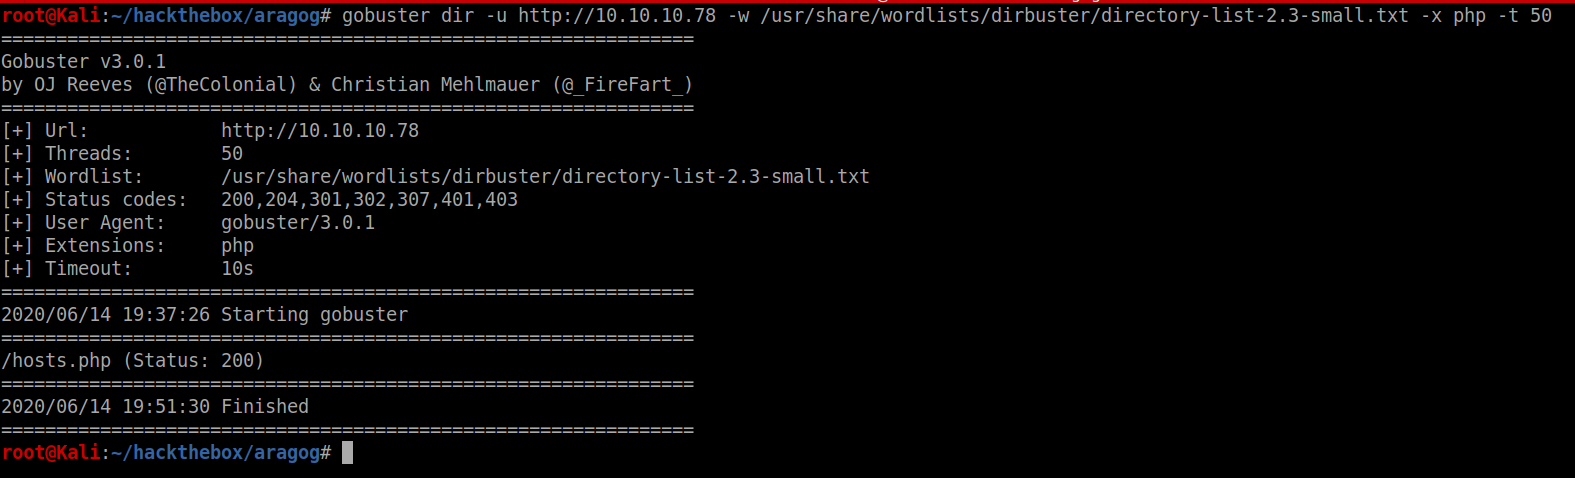 root@Kali:~/hackthebox/aragog# gobuster dir -u http://10.10.10.78 -w /usr/share/wordlists/dirbuster/directory-list-2.3-small.txt -x php -t 50
===============================================================
Gobuster v3.0.1
by OJ Reeves (@TheColonial) & Christian Mehlmauer (@_FireFart_)
===============================================================
[+] Url:            http://10.10.10.78
[+] Threads:        50
[+] Wordlist:       /usr/share/wordlists/dirbuster/directory-list-2.3-small.txt
[+] Status codes:   200,204,301,302,307,401,403
[+] User Agent:     gobuster/3.0.1
[+] Extensions:     php
[+] Timeout:        10s
===============================================================
2020/06/14 19:37:26 Starting gobuster
===============================================================
/hosts.php (Status: 200)
===============================================================
2020/06/14 19:51:30 Finished
===============================================================
root@Kali:~/hackthebox/aragog#